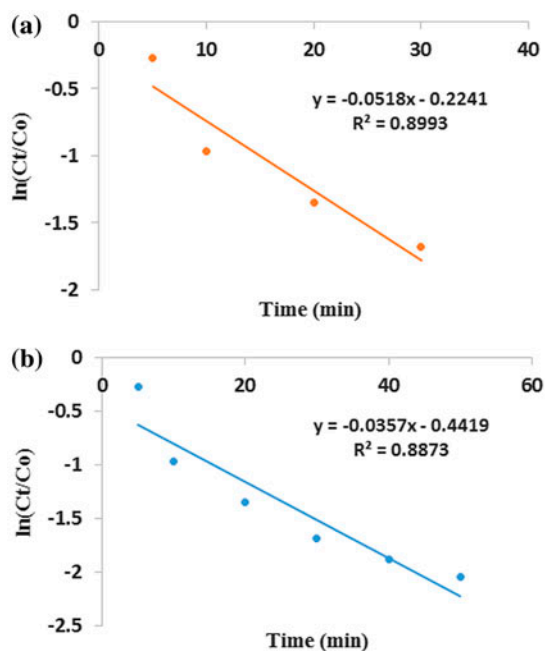 (a)
0
0 10 20 30 40
-0.5
y = -0.0518x - 0.2241
R² = 0.8993
-1
ln(Ct/Co)
-1.5
-2
Time (min)
(b)
0
0 20 40 60
-0.5
y = -0.0357x - 0.4419
R² = 0.8873
-1
ln(Ct/Co)
-1.5
-2
-2.5
Time (min)